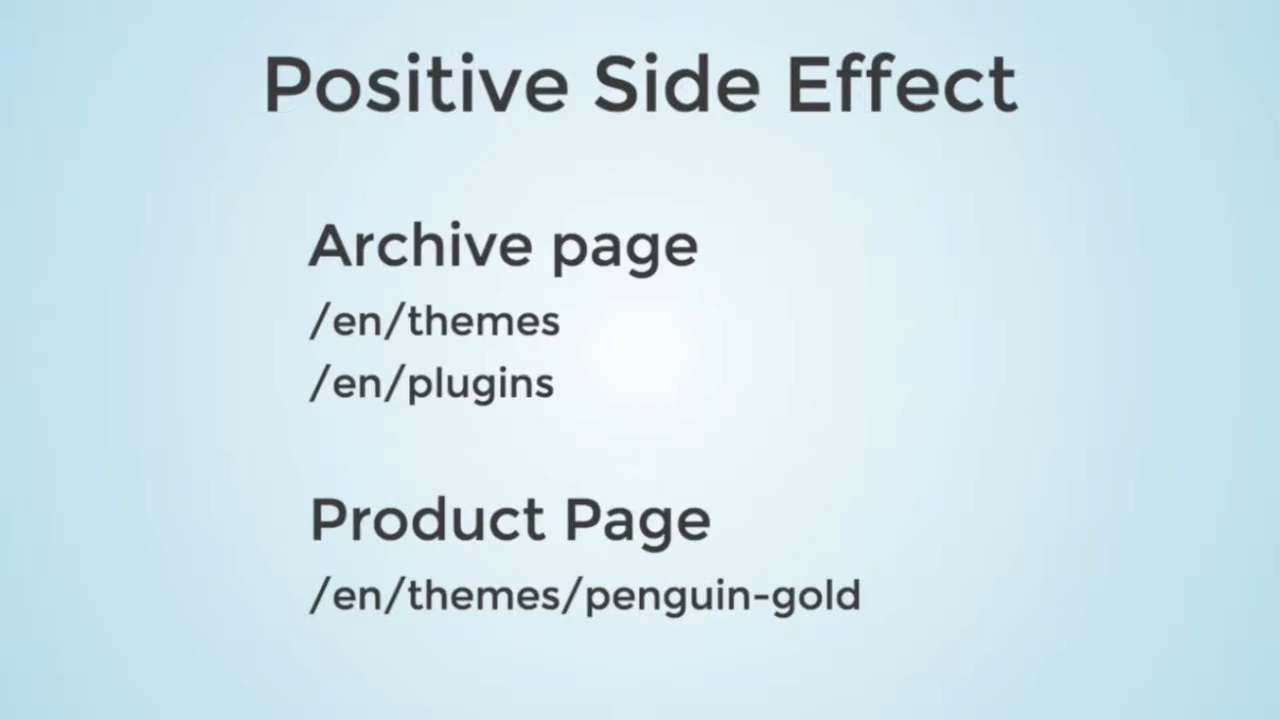 Positive Side Effect
Archive page
/en/themes
/en/plugins
Product Page
/en/themes/penguin-gold